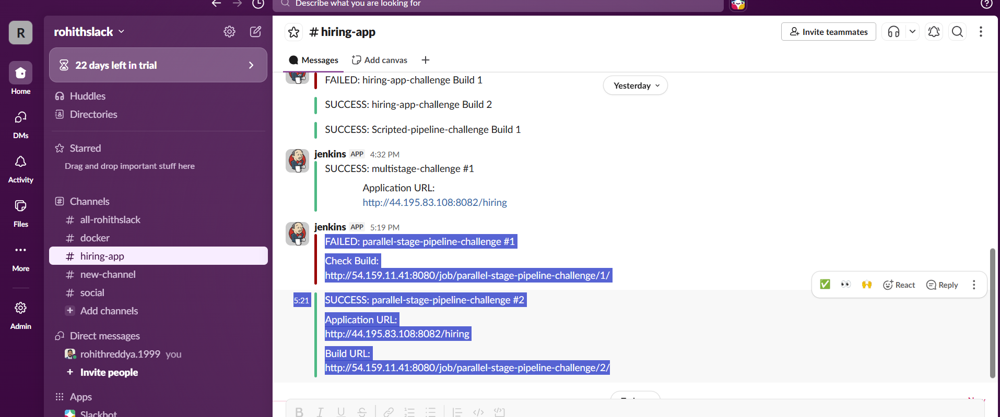 Describe what you are looking for
R
rohithslack
22 days left in trial
Home
Huddles
Directories
DMs
Starred
Drag and drop important stuff here
Activity
Channels
all-rohithslack
Files
docker
hiring-app
More
new-channel
social
Add channels
Admin
Direct messages
rohithreddya.1999 you
Invite people
Apps
Slackbot
# hiring-app
Invite teammates
Messages
Add canvas
Yesterday
FAILED: hiring-app-challenge Build 1
SUCCESS: hiring-app-challenge Build 2
SUCCESS: Scripted-pipeline-challenge Build 1
jenkins APP 4:32 PM
SUCCESS: multistage-challenge #1
Application URL:
http://44.195.83.108:8082/hiring
jenkins APP 5:19 PM
FAILED: parallel-stage-pipeline-challenge #1
Check Build:
http://54.159.11.41:8080/job/parallel-stage-pipeline-challenge/1/
React
Reply
5:21 SUCCESS: parallel-stage-pipeline-challenge #2
Application URL:
http://44.195.83.108:8082/hiring
Build URL:
http://54.159.11.41:8080/job/parallel-stage-pipeline-challenge/2/
B I U S